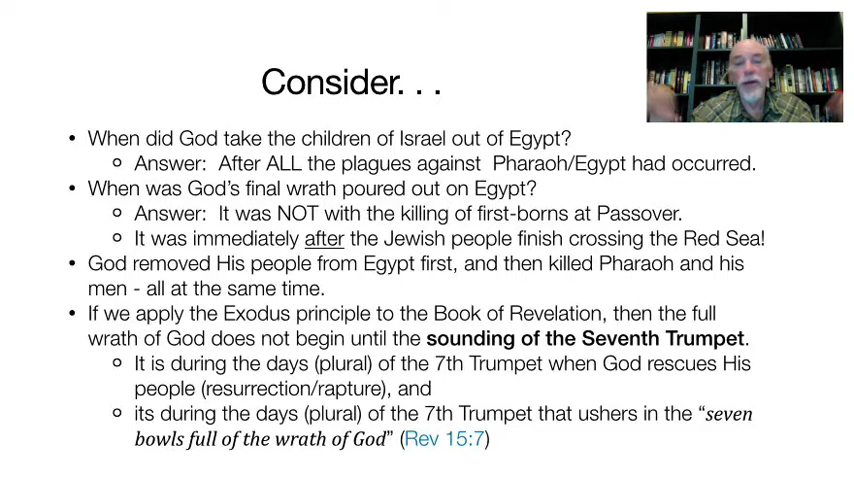 Consider. . .
• When did God take the children of Israel out of Egypt?
o Answer: After ALL the plagues against Pharaoh/Egypt had occurred.
• When was God’s final wrath poured out on Egypt?
o Answer: It was NOT with the killing of first-borns at Passover.
o It was immediately after the Jewish people finish crossing the Red Sea!
• God removed His people from Egypt first, and then killed Pharaoh and his
men - all at the same time.
• If we apply the Exodus principle to the Book of Revelation, then the full
wrath of God does not begin until the sounding of the Seventh Trumpet.
o It is during the days (plural) of the 7th Trumpet when God rescues His
people (resurrection/rapture), and
o its during the days (plural) of the 7th Trumpet that ushers in the “seven
bowls full of the wrath of God” (Rev 15:7)